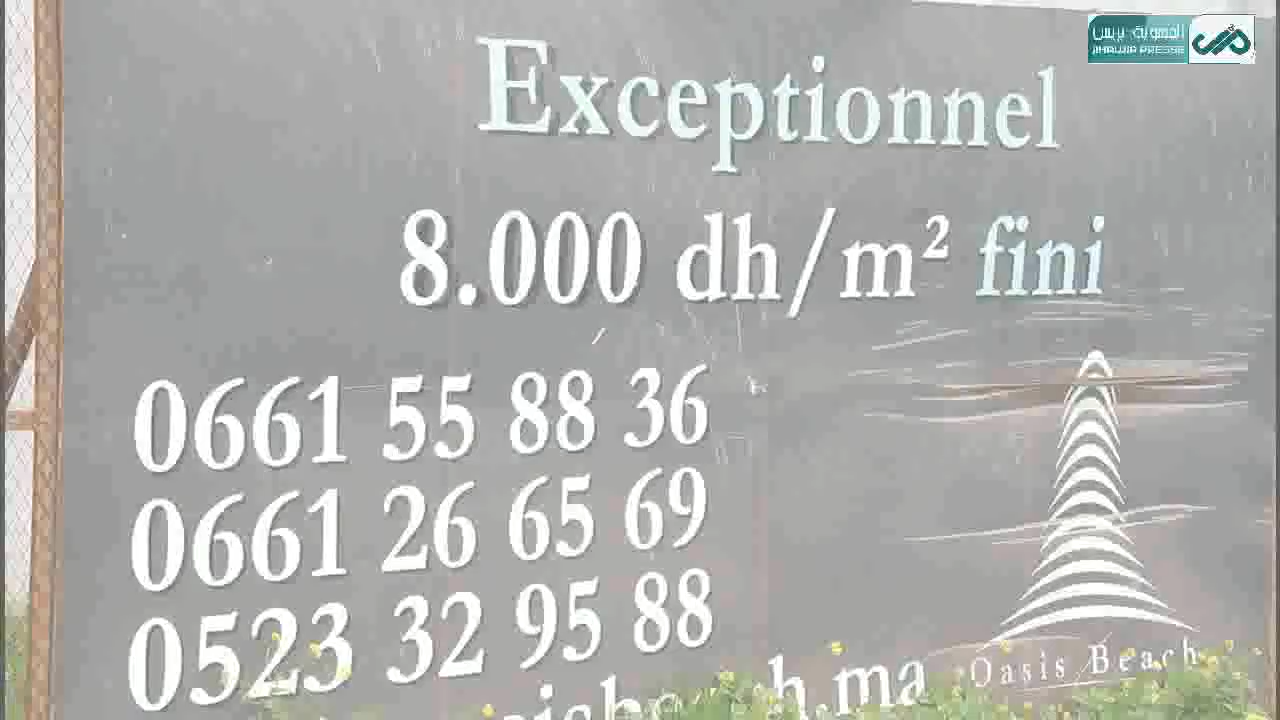 الجهوية بريس
JIHAWIA PRESSE
Exceptionnel
8.000 dh/m² fini
0661 55 88 36
0661 26 65 69
0523 32 95 88
Oasis Beach